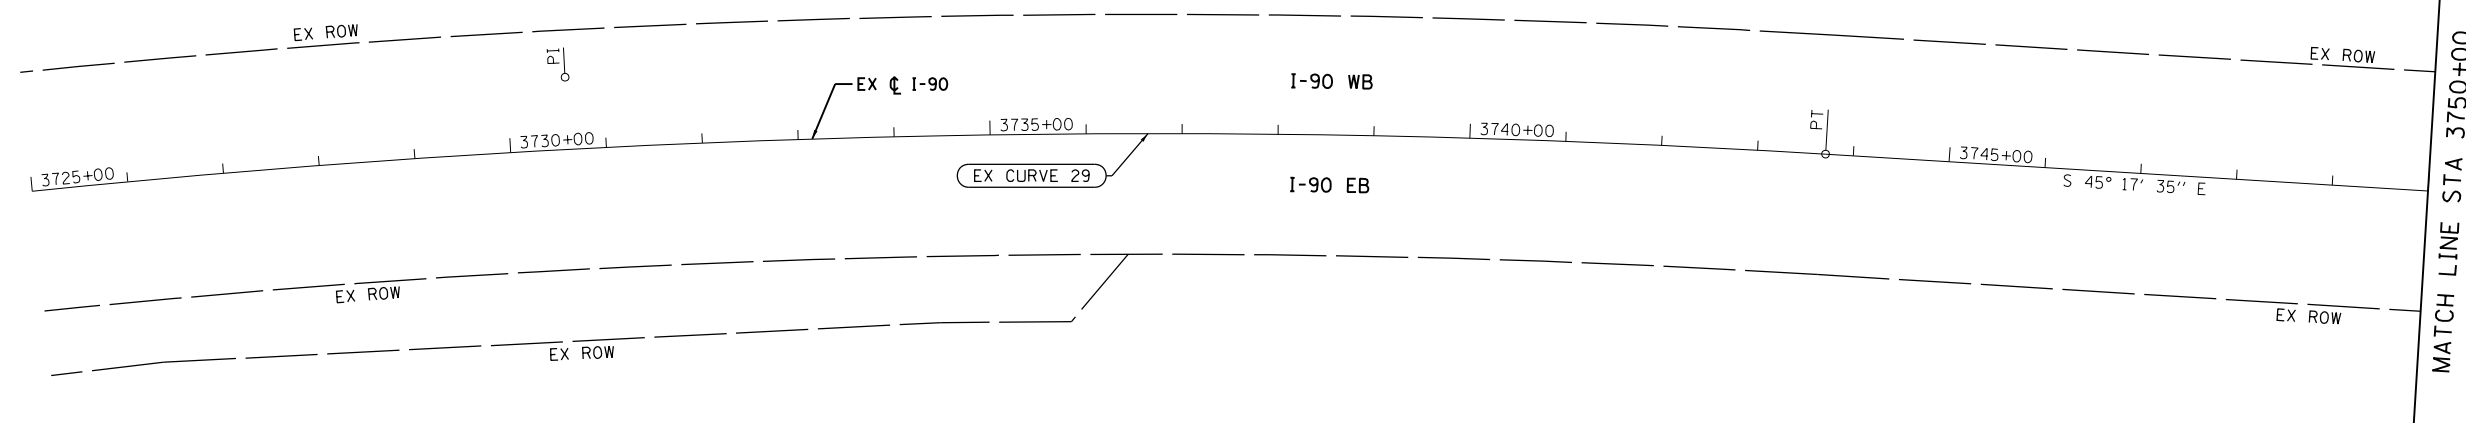 EX ROW
PI
EX ROW
EX ℄ I-90
I-90 WB
PT
3725+00
3730+00
3735+00
3740+00
3745+00
EX CURVE 29
I-90 EB
S 45° 17' 35'' E
EX ROW
EX ROW
EX ROW
MATCH LINE STA 3750+00